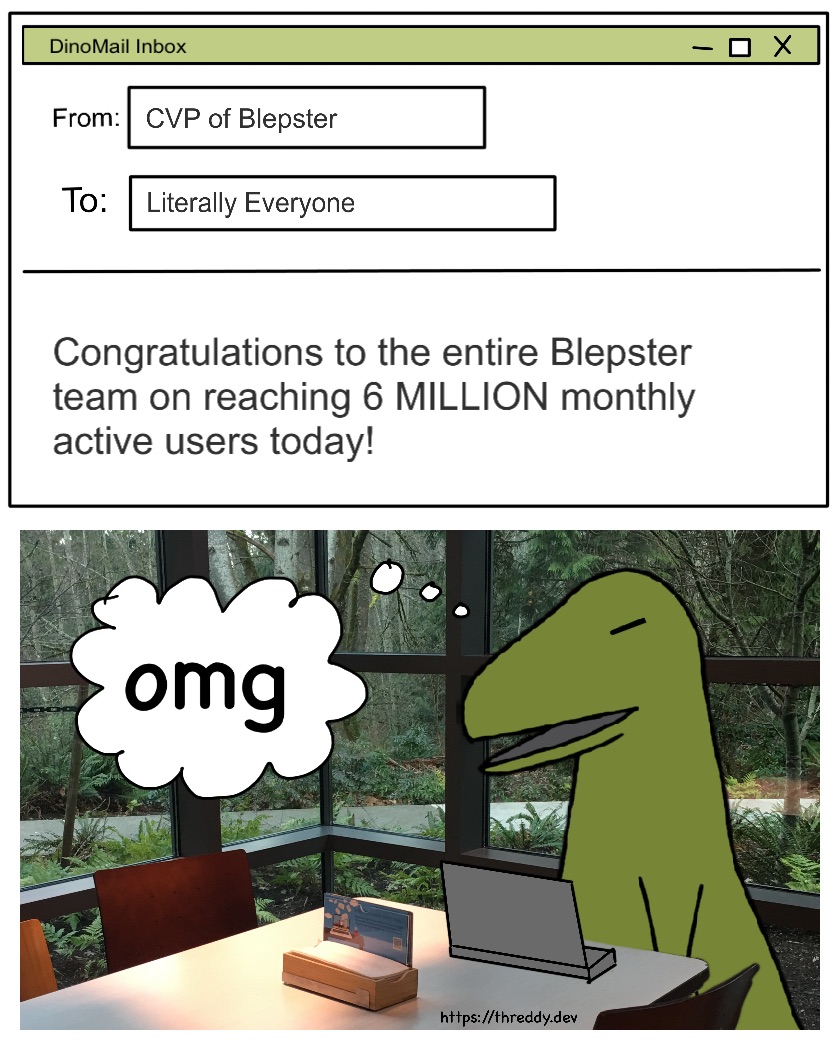 DinoMail Inbox
From: CVP of Blepster
To: Literally Everyone
Congratulations to the entire Blepster
team on reaching 6 MILLION monthly
active users today!
omg
https://thready.dev